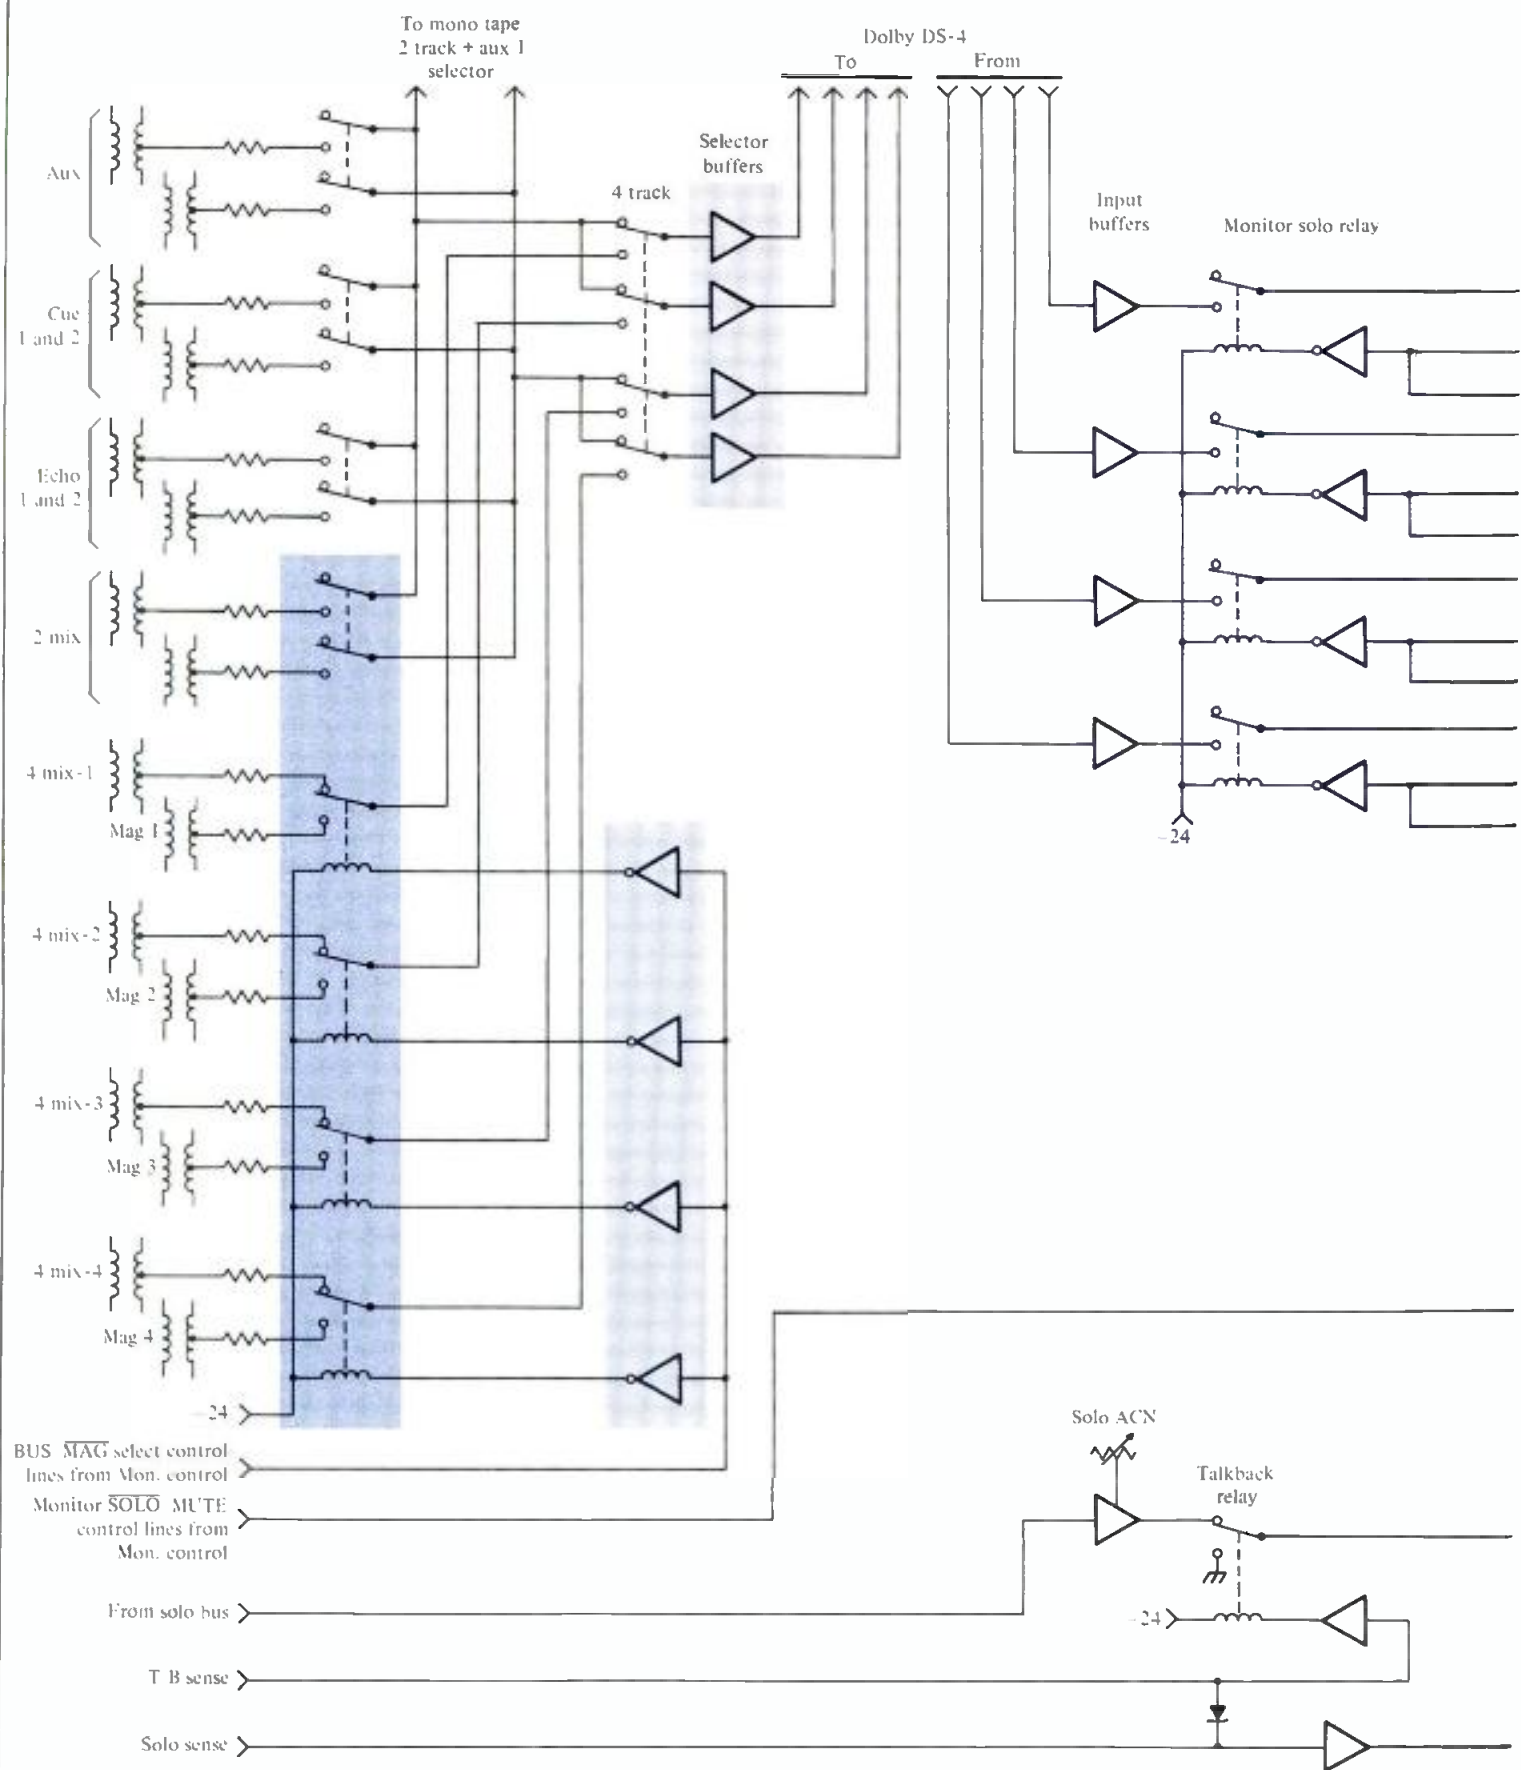 To mono tape
2 track + aux 1
selector
Dolby DS-4
To
From
Selector
buffers
4 track
Input
buffers
Monitor solo relay
Aux
Cue
1 and 2
Echo
1 and 2
2 mix
4 mix-1
Mag 1
4 mix-2
Mag 2
4 mix-3
Mag 3
4 mix-4
Mag 4
-24
-24
BUS MAG select control
lines from Mon. control
Monitor SOLO MUTE
control lines from
Mon. control
Solo ACN
Talkback
relay
From solo bus
-24
T B sense
Solo sense